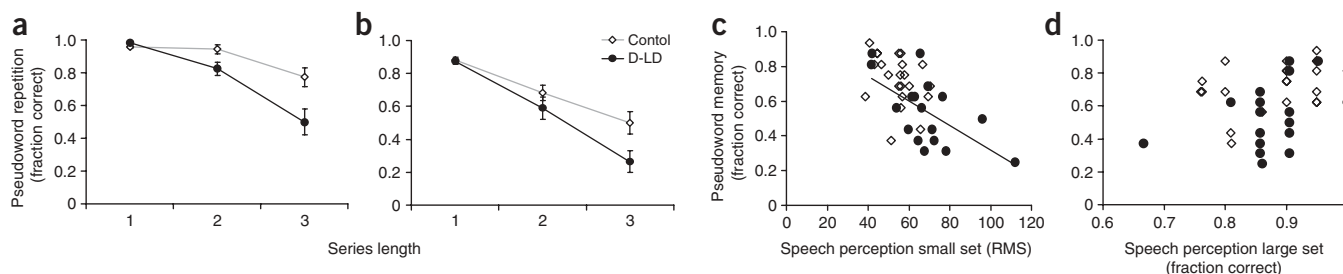 a
Pseudoword repetition
(fraction correct)
1.0
0.8
0.6
0.4
0.2
0
1 2 3
b
1.0
0.8
0.6
0.4
0.2
0
1 2 3
Contol
D-LD
Series length
c
Pseudoword memory
(fraction correct)
1.0
0.8
0.6
0.4
0.2
0
0 20 40 60 80 100 120
Speech perception small set (RMS)
d
1.0
0.8
0.6
0.4
0.2
0
0.6 0.7 0.8 0.9
Speech perception large set
(fraction correct)